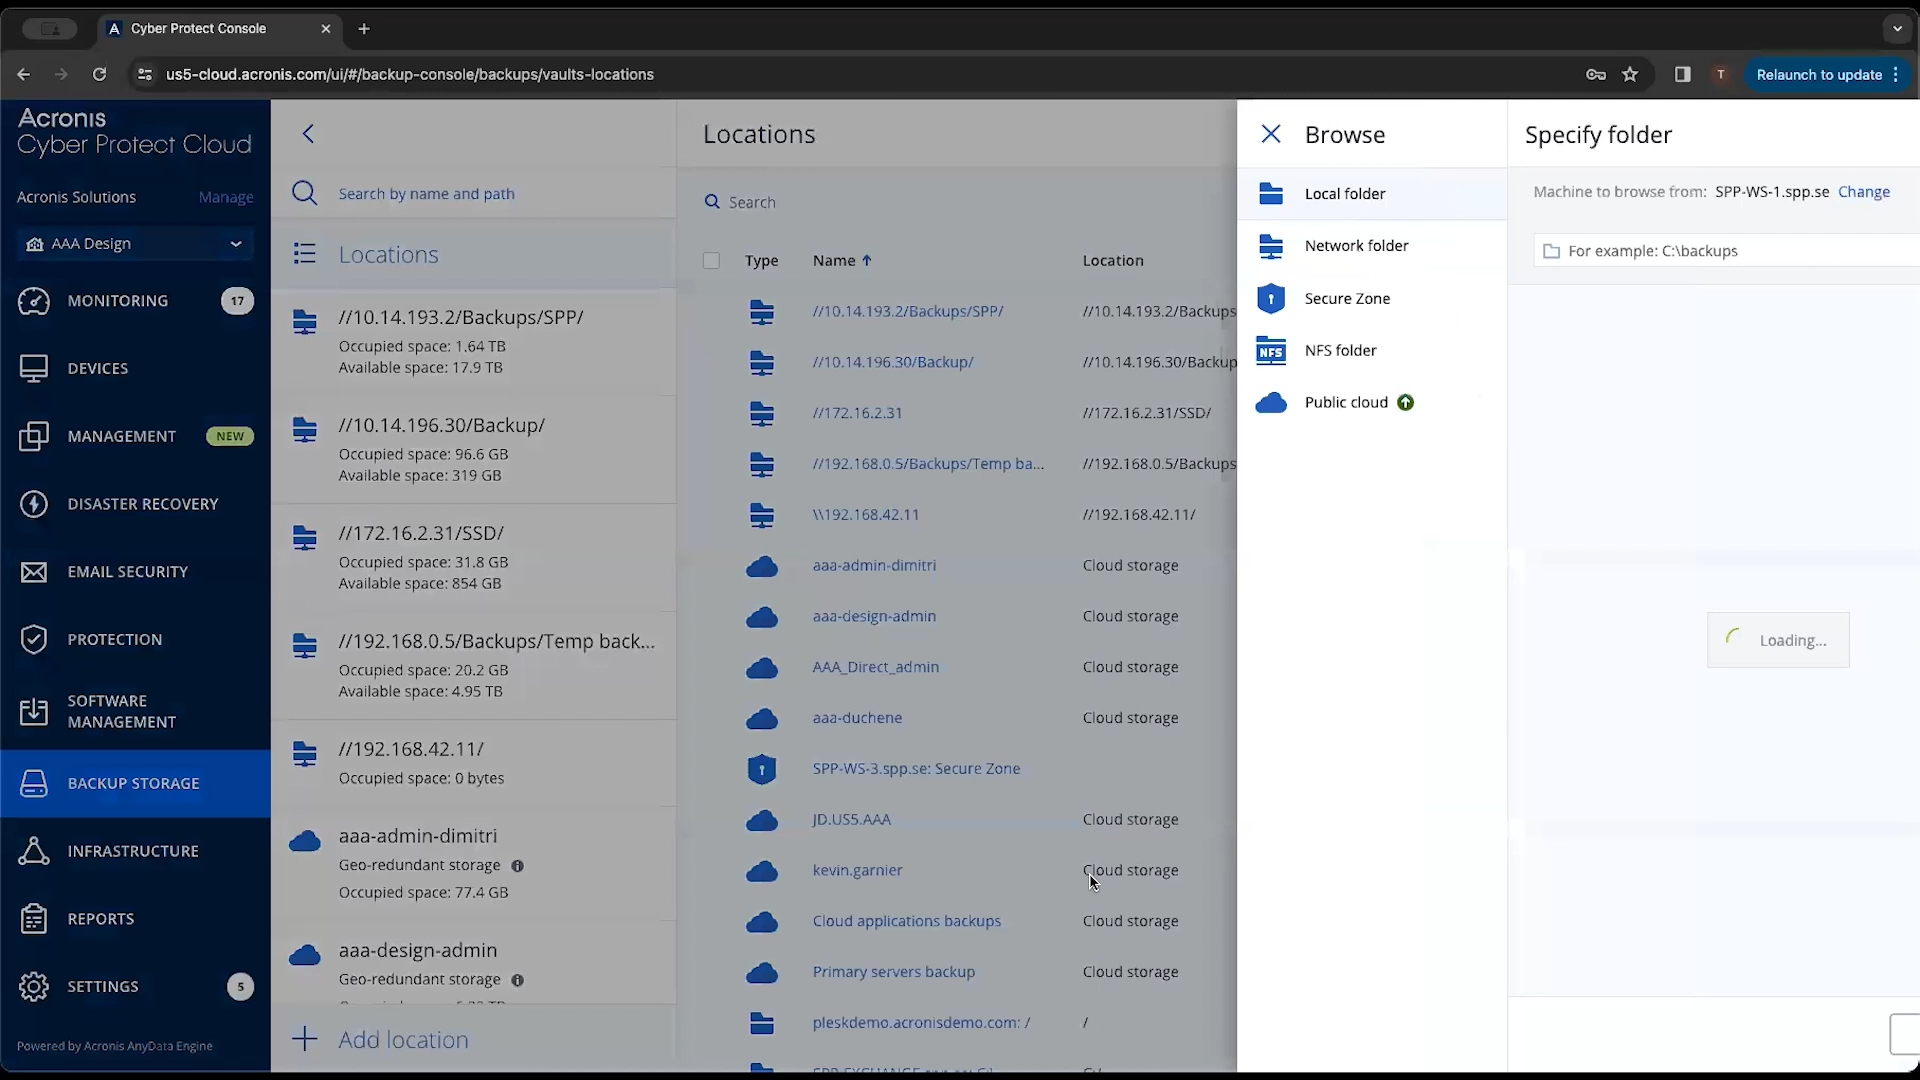 Cyber Protect Console
us5-cloud.acronis.com/ui/#/backup-console/backups/vaults-locations
T
Relaunch to update
Acronis
Cyber Protect Cloud
Acronis Solutions
Manage
AAA Design
MONITORING
17
DEVICES
MANAGEMENT
NEW
DISASTER RECOVERY
EMAIL SECURITY
PROTECTION
SOFTWARE
MANAGEMENT
BACKUP STORAGE
INFRASTRUCTURE
REPORTS
SETTINGS
5
Powered by Acronis AnyData Engine
Search by name and path
Locations
//10.14.193.2/Backups/SPP/
Occupied space: 1.64 TB
Available space: 17.9 TB
//10.14.196.30/Backup/
Occupied space: 96.6 GB
Available space: 319 GB
//172.16.2.31/SSD/
Occupied space: 31.8 GB
Available space: 854 GB
//192.168.0.5/Backups/Temp back...
Occupied space: 20.2 GB
Available space: 4.95 TB
//192.168.42.11/
Occupied space: 0 bytes
aaa-admin-dimitri
Geo-redundant storage
Occupied space: 77.4 GB
aaa-design-admin
Geo-redundant storage
Add location
Locations
Search
Type Name Location
//10.14.193.2/Backups/SPP/ //10.14.193.2/Backups
//10.14.196.30/Backup/ //10.14.196.30/Backup
//172.16.2.31 //172.16.2.31/SSD/
//192.168.0.5/Backups/Temp ba... //192.168.0.5/Backups
\\192.168.42.11 //192.168.42.11/
aaa-admin-dimitri Cloud storage
aaa-design-admin Cloud storage
AAA_Direct_admin Cloud storage
aaa-duchene Cloud storage
SPP-WS-3.spp.se: Secure Zone
JD.US5.AAA Cloud storage
kevin.garnier Cloud storage
Cloud applications backups Cloud storage
Primary servers backup Cloud storage
pleskdemo.acronisdemo.com: / /
Browse
Local folder
Network folder
Secure Zone
NFS
NFS folder
Public cloud
Specify folder
Machine to browse from: SPP-WS-1.spp.se Change
For example: C:\backups
Loading...